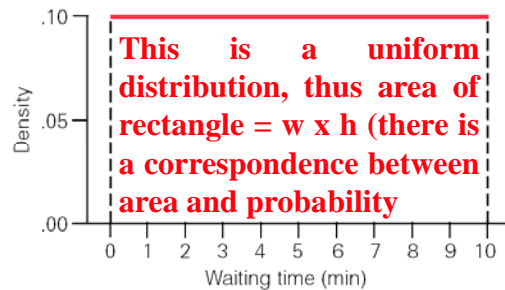 .10
This is a uniform
distribution, thus area of
rectangle = w x h (there is
a correspondence between
area and probability
Density
.05
.00
0 1 2 3 4 5 6 7 8 9 10
Waiting time (min)